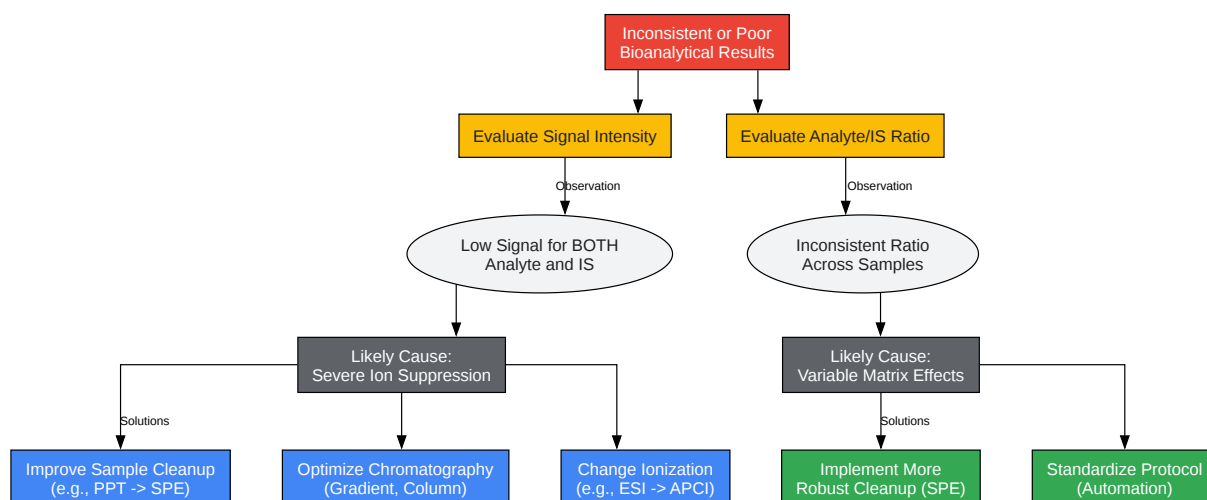 Inconsistent or Poor
Bioanalytical Results
Evaluate Signal Intensity
Evaluate Analyte/IS Ratio
Observation
Observation
Low Signal for BOTH
Analyte and IS
Inconsistent Ratio
Across Samples
Likely Cause:
Severe Ion Suppression
Likely Cause:
Variable Matrix Effects
Solutions
Solutions
Improve Sample Cleanup
(e.g., PPT -> SPE)
Optimize Chromatography
(Gradient, Column)
Change Ionization
(e.g., ESI -> APCI)
Implement More
Robust Cleanup (SPE)
Standardize Protocol
(Automation)